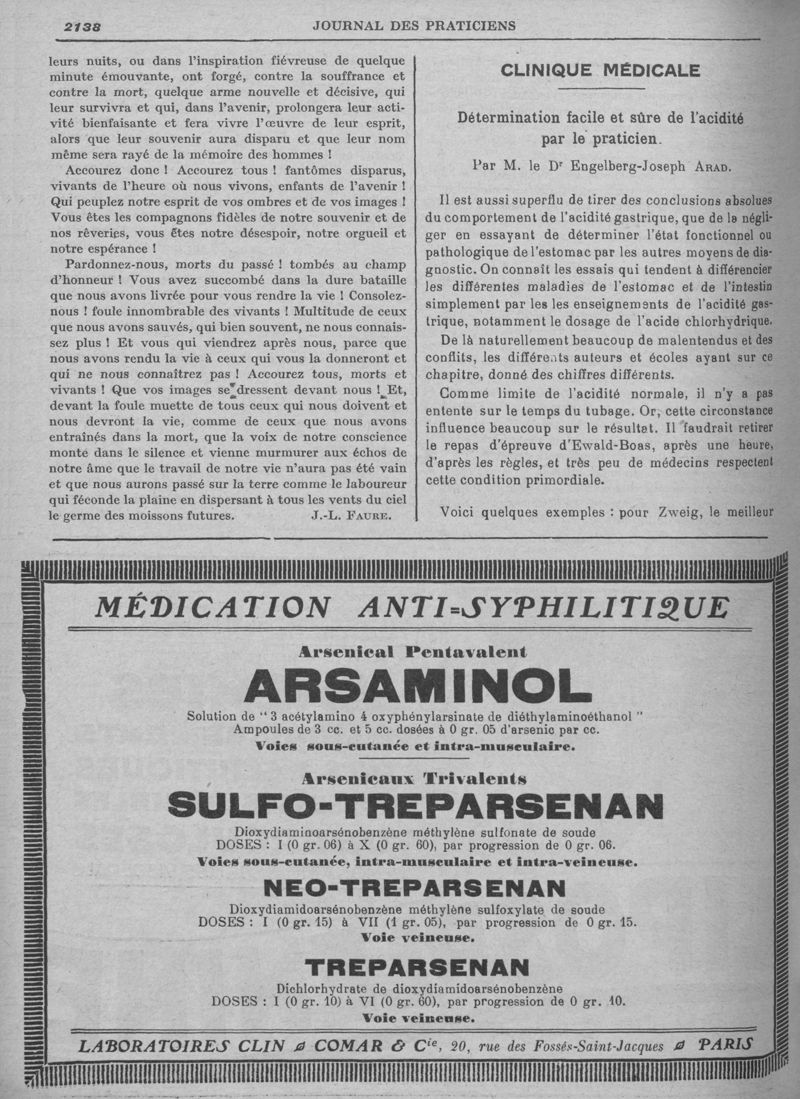 2138
JOURNAL DES PRATICIENS
leurs nuits, ou dans l'inspiration fiévreuse de quelque
minute émouvante, ont forgé, contre la souffrance et
contre la mort, quelque arme nouvelle et décisive, qui
leur survivra et qui, dans l'avenir, prolongera leur acti-
vité bienfaisante et fera vivre l'œuvre de leur esprit,
alors que leur souvenir aura disparu et que leur nom
même sera rayé de la mémoire des hommes !
Accourez donc ! Accourez tous ! fantômes disparus,
vivants de l'heure où nous vivons, enfants de l'avenir !
Qui peuplez notre esprit de vos ombres et de vos images !
Vous êtes les compagnons fidèles de notre souvenir et de
nos rêveries, vous êtes notre désespoir, notre orgueil et
notre espérance !
Pardonnez-nous, morts du passé ! tombés au champ
d'honneur ! Vous avez succombé dans la dure bataille
que nous avons livrée pour vous rendre la vie ! Consolez-
nous ! foule innombrable des vivants ! Multitude de ceux
que nous avons sauvés, qui bien souvent, ne nous connais-
sez plus ! Et vous qui viendrez après nous, parce que
nous avons rendu la vie à ceux qui vous la donneront et
qui ne nous connaîtrez pas ! Accourez tous, morts et
vivants ! Que vos images se dressent devant nous ! Et,
devant la foule muette de tous ceux qui nous doivent et
nous devront la vie, comme de ceux que nous avons
entraînés dans la mort, que la voix de notre conscience
monte dans le silence et vienne murmurer aux échos de
notre âme que le travail de notre vie n'aura pas été vain
et que nous aurons passé sur la terre comme le laboureur
qui féconde la plaine en dispersant à tous les vents du ciel
le germe des moissons futures. J.-L. FAURE.
CLINIQUE MÉDICALE
Détermination facile et sûre de l'acidité
par le praticien.
Par M. le Dr Engelberg-Joseph ARAD.
Il est aussi superflu de tirer des conclusions absolues
du comportement de l'acidité gastrique, que de la négli-
ger en essayant de déterminer l'état fonctionnel ou
pathologique de l'estomac par les autres moyens de dia-
gnostic. On connaît les essais qui tendent à différencier
les différentes maladies de l'estomac et de l'intestin
simplement par les les enseignements de l'acidité gas-
trique, notamment le dosage de l'acide chlorhydrique.
De là naturellement beaucoup de malentendus et des
conflits, les différents auteurs et écoles ayant sur ce
chapitre, donné des chiffres différents.
Comme limite de l'acidité normale, il n'y a pas
entente sur le temps du tubage. Or, cette circonstance
influence beaucoup sur le résultat. Il faudrait retirer
le repas d'épreuve d'Ewald-Boas, après une heure,
d'après les règles, et très peu de médecins respectent
cette condition primordiale.
Voici quelques exemples : pour Zweig, le meilleur
MÉDICATION ANTI=SYPHILITIQUE
Arsenical Pentavalent
ARSAMINOL
Solution de " 3 acétylamino 4 oxyphénylarsinate de diéthylaminoéthanol "
Ampoules de 3 cc. et 5 cc. dosées à 0 gr. 05 d'arsenic par cc.
Voies sous-cutanée et intra-musculaire.
Arsenicaux Trivalents
SULFO-TREPARSENAN
Dioxydiaminoarsénobenzène méthylène sulfonate de soude
DOSES : I (0 gr. 06) à X (0 gr. 60), par progression de 0 gr. 06.
Voies sous-cutanée, intra-musculaire et intra-veineuse.
NEO-TREPARSENAN
Dioxydiamidoarsénobenzène méthylène sulfoxylate de soude
DOSES : I (0 gr. 15) à VII (1 gr. 05), par progression de 0 gr. 15.
Voie veineuse.
TREPARSENAN
Dichlorhydrate de dioxydiamidoarsénobenzène
DOSES : I (0 gr. 10) à VI (0 gr. 60), par progression de 0 gr. 10.
Voie veineuse.
LABORATOIRES CLIN COMAR & Cie, 20, rue des Fossés-Saint-Jacques PARIS